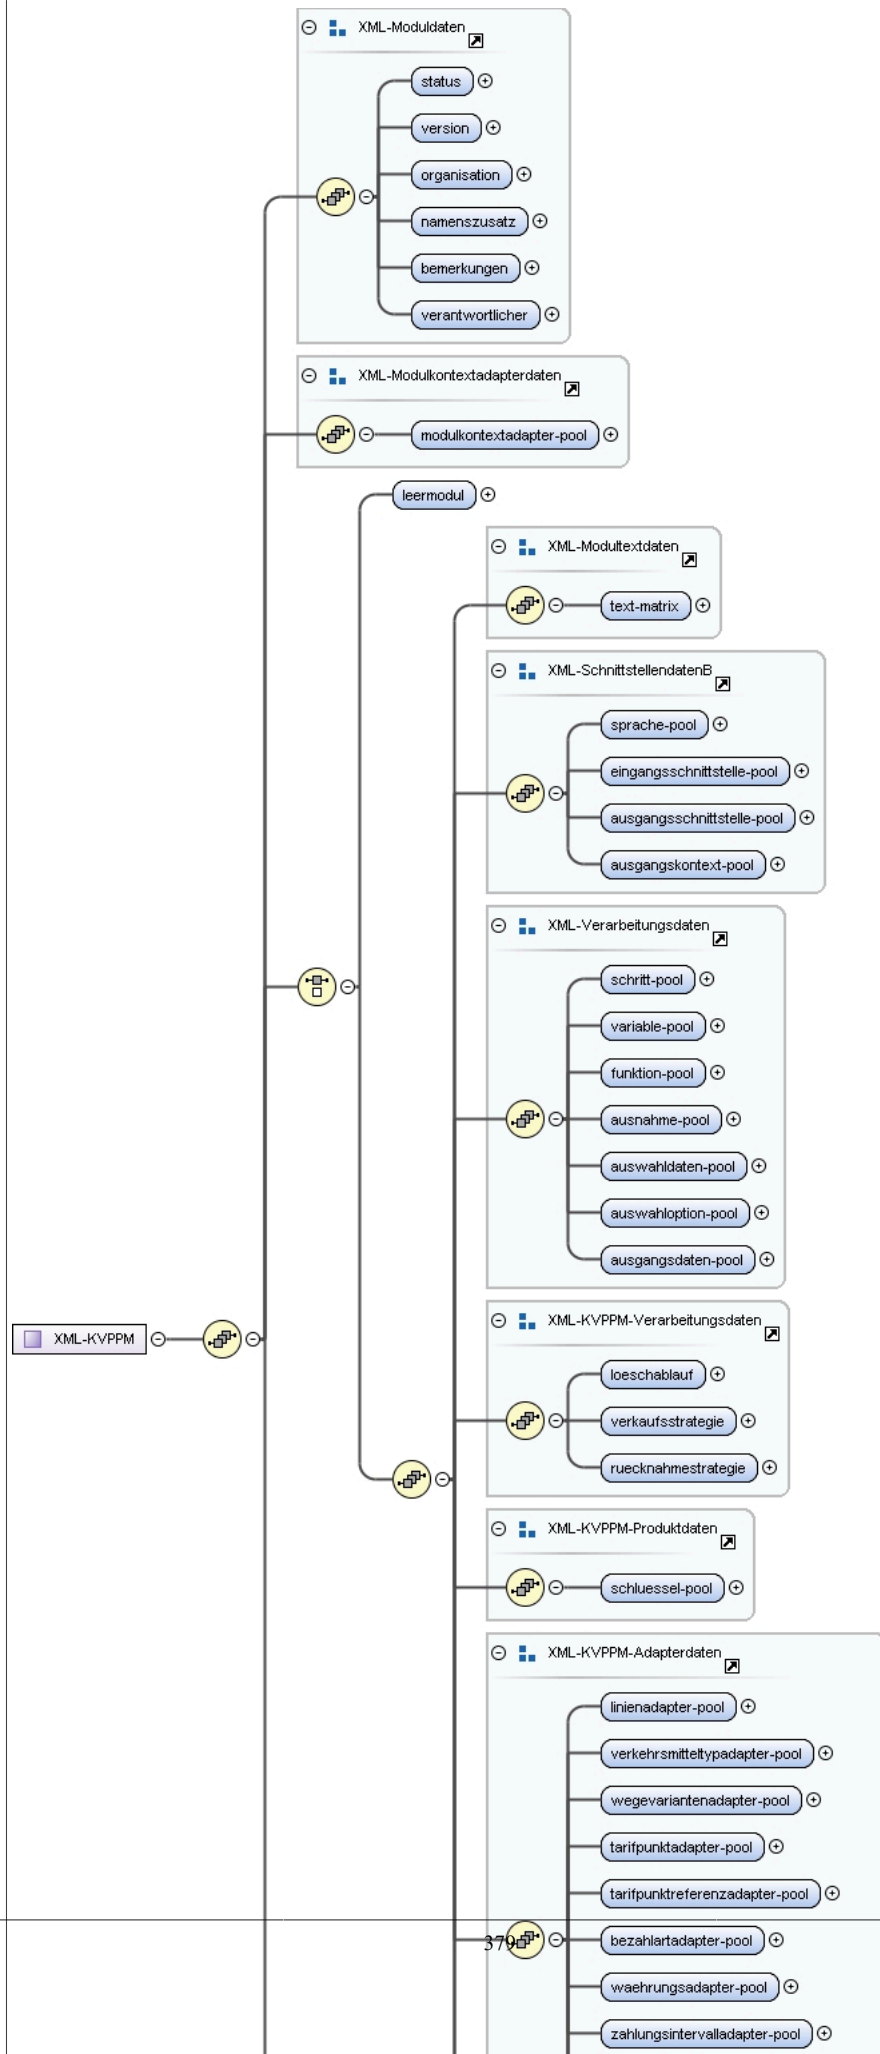 XML-Moduldaten
status
version
organisation
namenszusatz
bemerkungen
verantwortlicher
XML-Modulkontextadapterdaten
modulkontextadapter-pool
leermodul
XML-Modultextdaten
text-matrix
XML-SchnittstellendatenB
sprache-pool
eingangsschnittstelle-pool
ausgangsschnittstelle-pool
ausgangskontext-pool
XML-Verarbeitungsdaten
schritt-pool
variable-pool
funktion-pool
ausnahme-pool
auswahldaten-pool
auswahloption-pool
ausgangsdaten-pool
XML-KVPPM
XML-KVPPM-Verarbeitungsdaten
loeschablauf
verkaufsstrategie
ruecknahmestrategie
XML-KVPPM-Produktdaten
schluessel-pool
XML-KVPPM-Adapterdaten
linienadapter-pool
verkehrsmitteltypadapter-pool
wegevariantenadapter-pool
tarifpunktadapter-pool
tarifpunktreferenzadapter-pool
bezahlartadapter-pool
379
waehrungsadapter-pool
zahlungsintervalladapter-pool